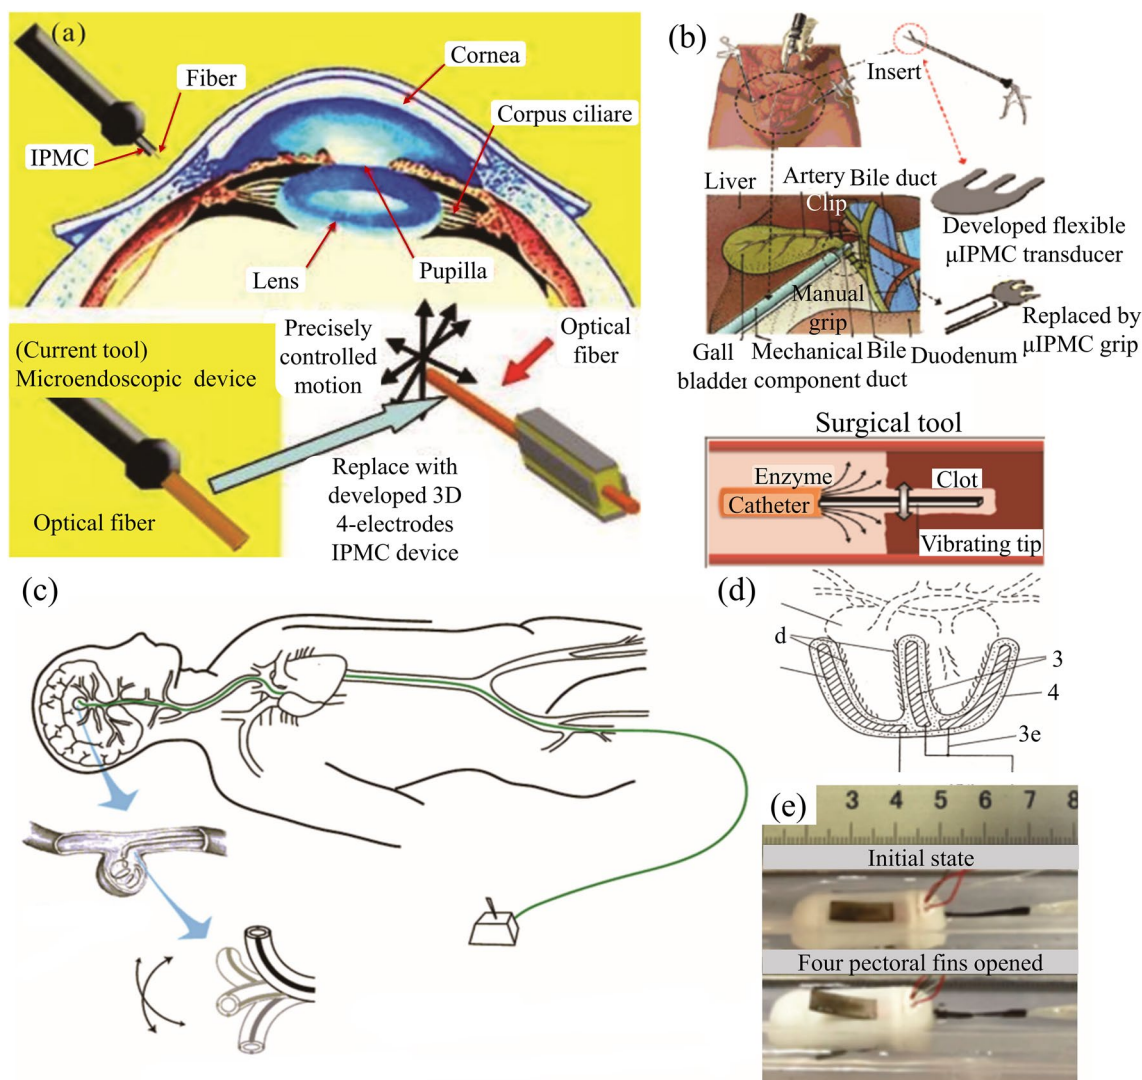 (a)
Cornea
Fiber
Corpus ciliare
IPMC
Lens
Pupilla
(Current tool)
Microendoscopic device
Optical fiber
Precisely
controlled
motion
Optical
fiber
Replace with
developed 3D
4-electrodes
IPMC device
(b)
Insert
Liver
Artery
Bile duct
Clip
Developed flexible
μIPMC transducer
Manual
grip
Replaced by
μIPMC grip
Gall
bladder
Mechanical
component
Bile
duct
Duodenum
Surgical tool
Enzyme
Clot
Catheter
Vibrating tip
(c)
(d)
d
3
4
3e
(e)
3 4 5 6 7 8
Initial state
Four pectoral fins opened